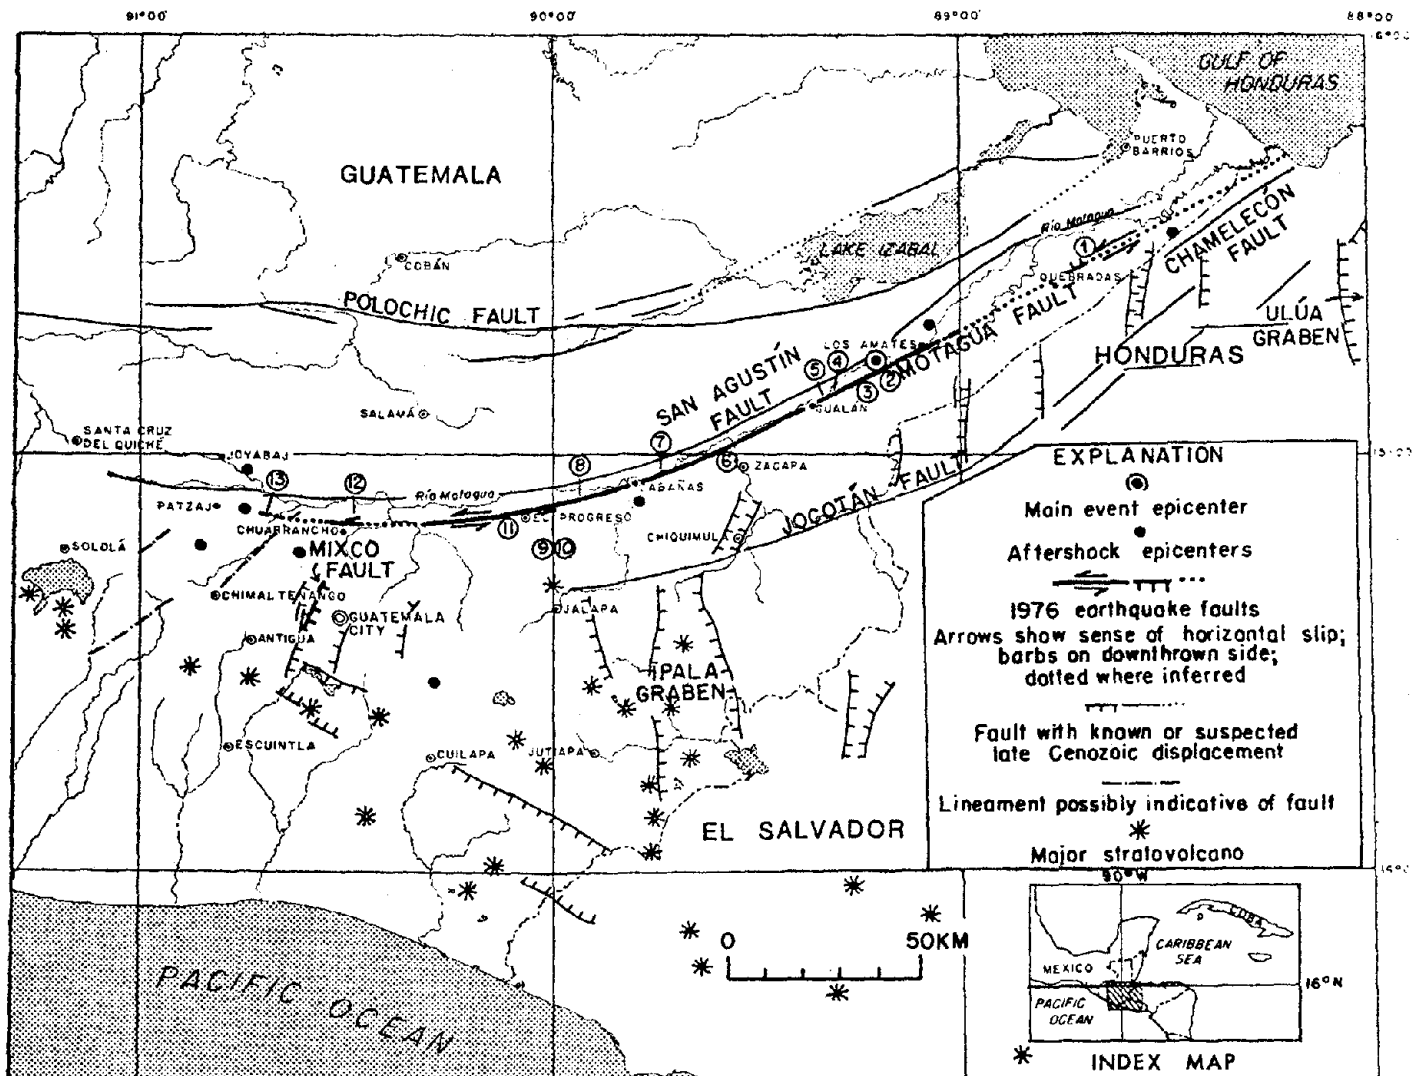 91°00'
90°00'
89°00'
88°00'
GULF OF
HONDURAS
PUERTO
BARRIOS
GUATEMALA
Río Motagua
①
CHAMELECÓN
FAULT
LAKE IZABAL
COBÁN
QUEBRADAS
POLOCHIC FAULT
ULÚA
GRABEN
LOS AMATES
MOTAGUA FAULT
HONDURAS
SAN AGUSTÍN
FAULT
⑤ ④
③ ②
GUALÁN
SALAMÁ
SANTA CRUZ
DEL QUICHÉ
JOYABAJ
⑦
⑥
ZACAPA
⑧
⑬
⑫
Río Motagua
CABAÑAS
JOCOTÁN FAULT
PATZAJ
CHUARRANCHO
⑪
EL PROGRESO
CHIQUIMULA
SOLOLÁ
MIXCO
FAULT
⑨⑩
CHIMALTENANGO
GUATEMALA
CITY
JALAPA
ANTIGUA
IPALA
GRABEN
ESCUINTLA
CUILAPA
JUTIAPA
EL SALVADOR
PACIFIC OCEAN
0 50KM
EXPLANATION
Main event epicenter
Aftershock epicenters
1976 earthquake faults
Arrows show sense of horizontal slip;
barbs on downthrown side;
dotted where inferred
Fault with known or suspected
late Cenozoic displacement
Lineament possibly indicative of fault
Major stratovolcano
90°W
CUBA
CARIBBEAN
SEA
MEXICO
16°N
PACIFIC
OCEAN
INDEX MAP